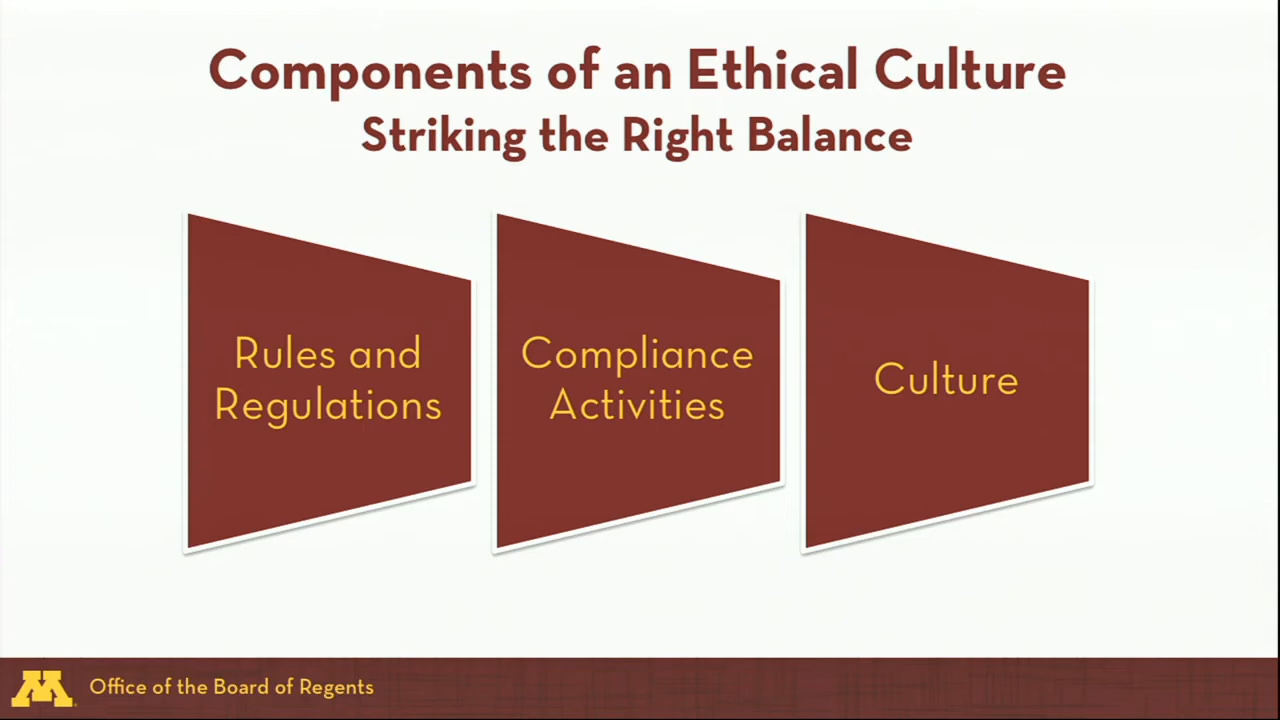 Components of an Ethical Culture
Striking the Right Balance
Rules and
Regulations
Compliance
Activities
Culture
M
Office of the Board of Regents